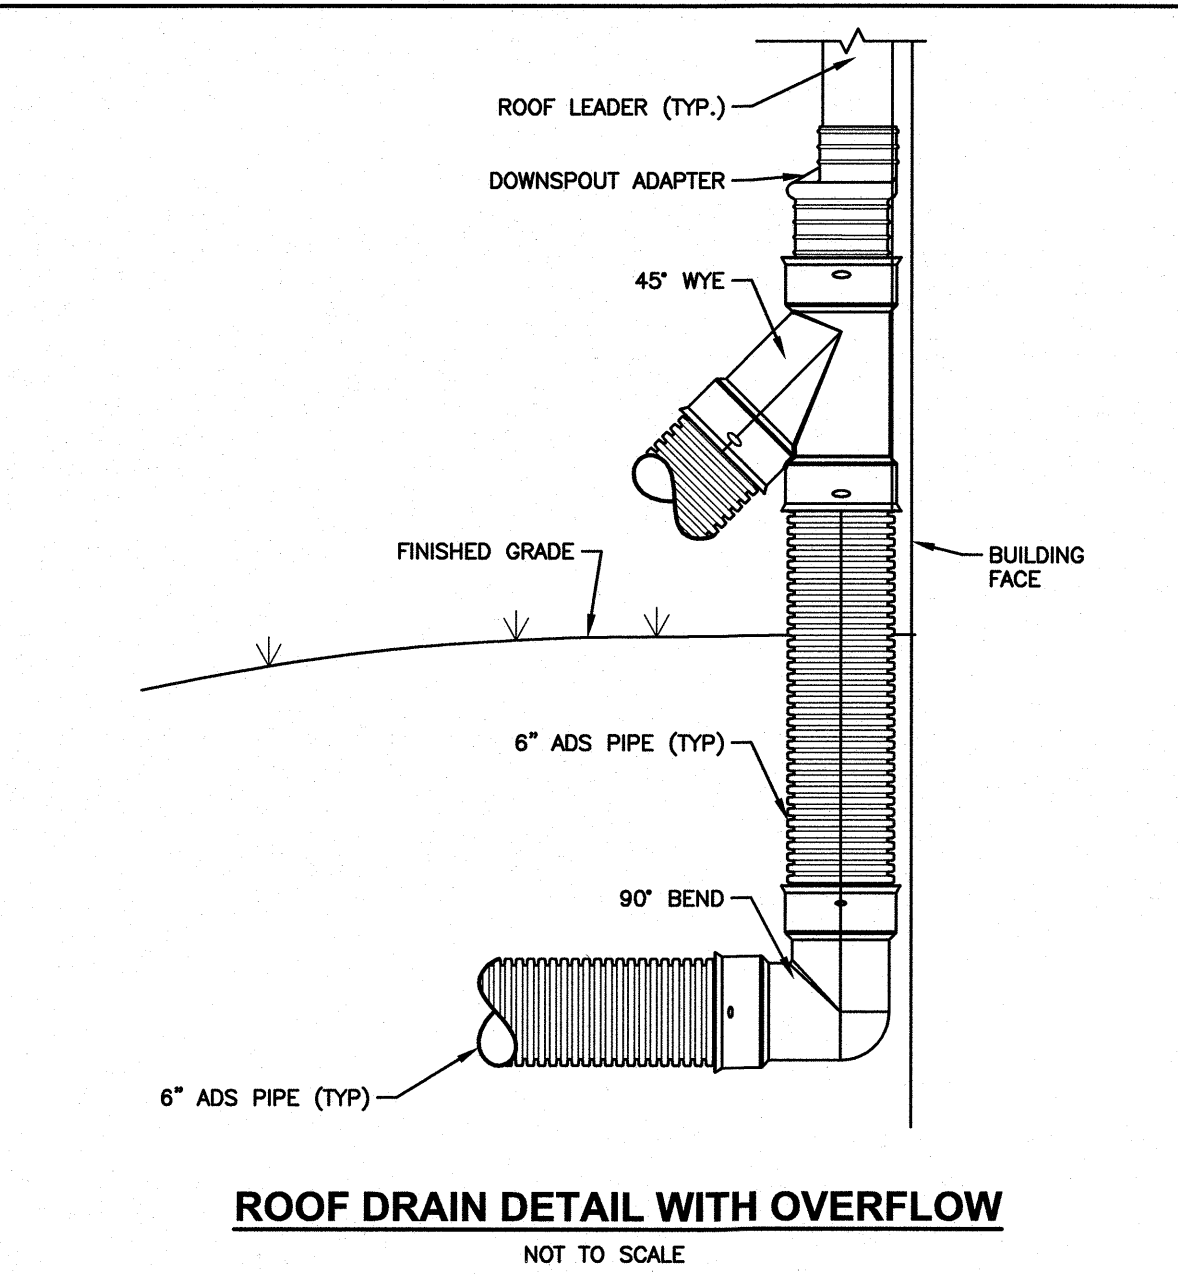 ROOF LEADER (TYP.)
DOWNSPOUT ADAPTER
45° WYE
FINISHED GRADE
BUILDING
FACE
6" ADS PIPE (TYP)
90° BEND
6" ADS PIPE (TYP)
ROOF DRAIN DETAIL WITH OVERFLOW
NOT TO SCALE